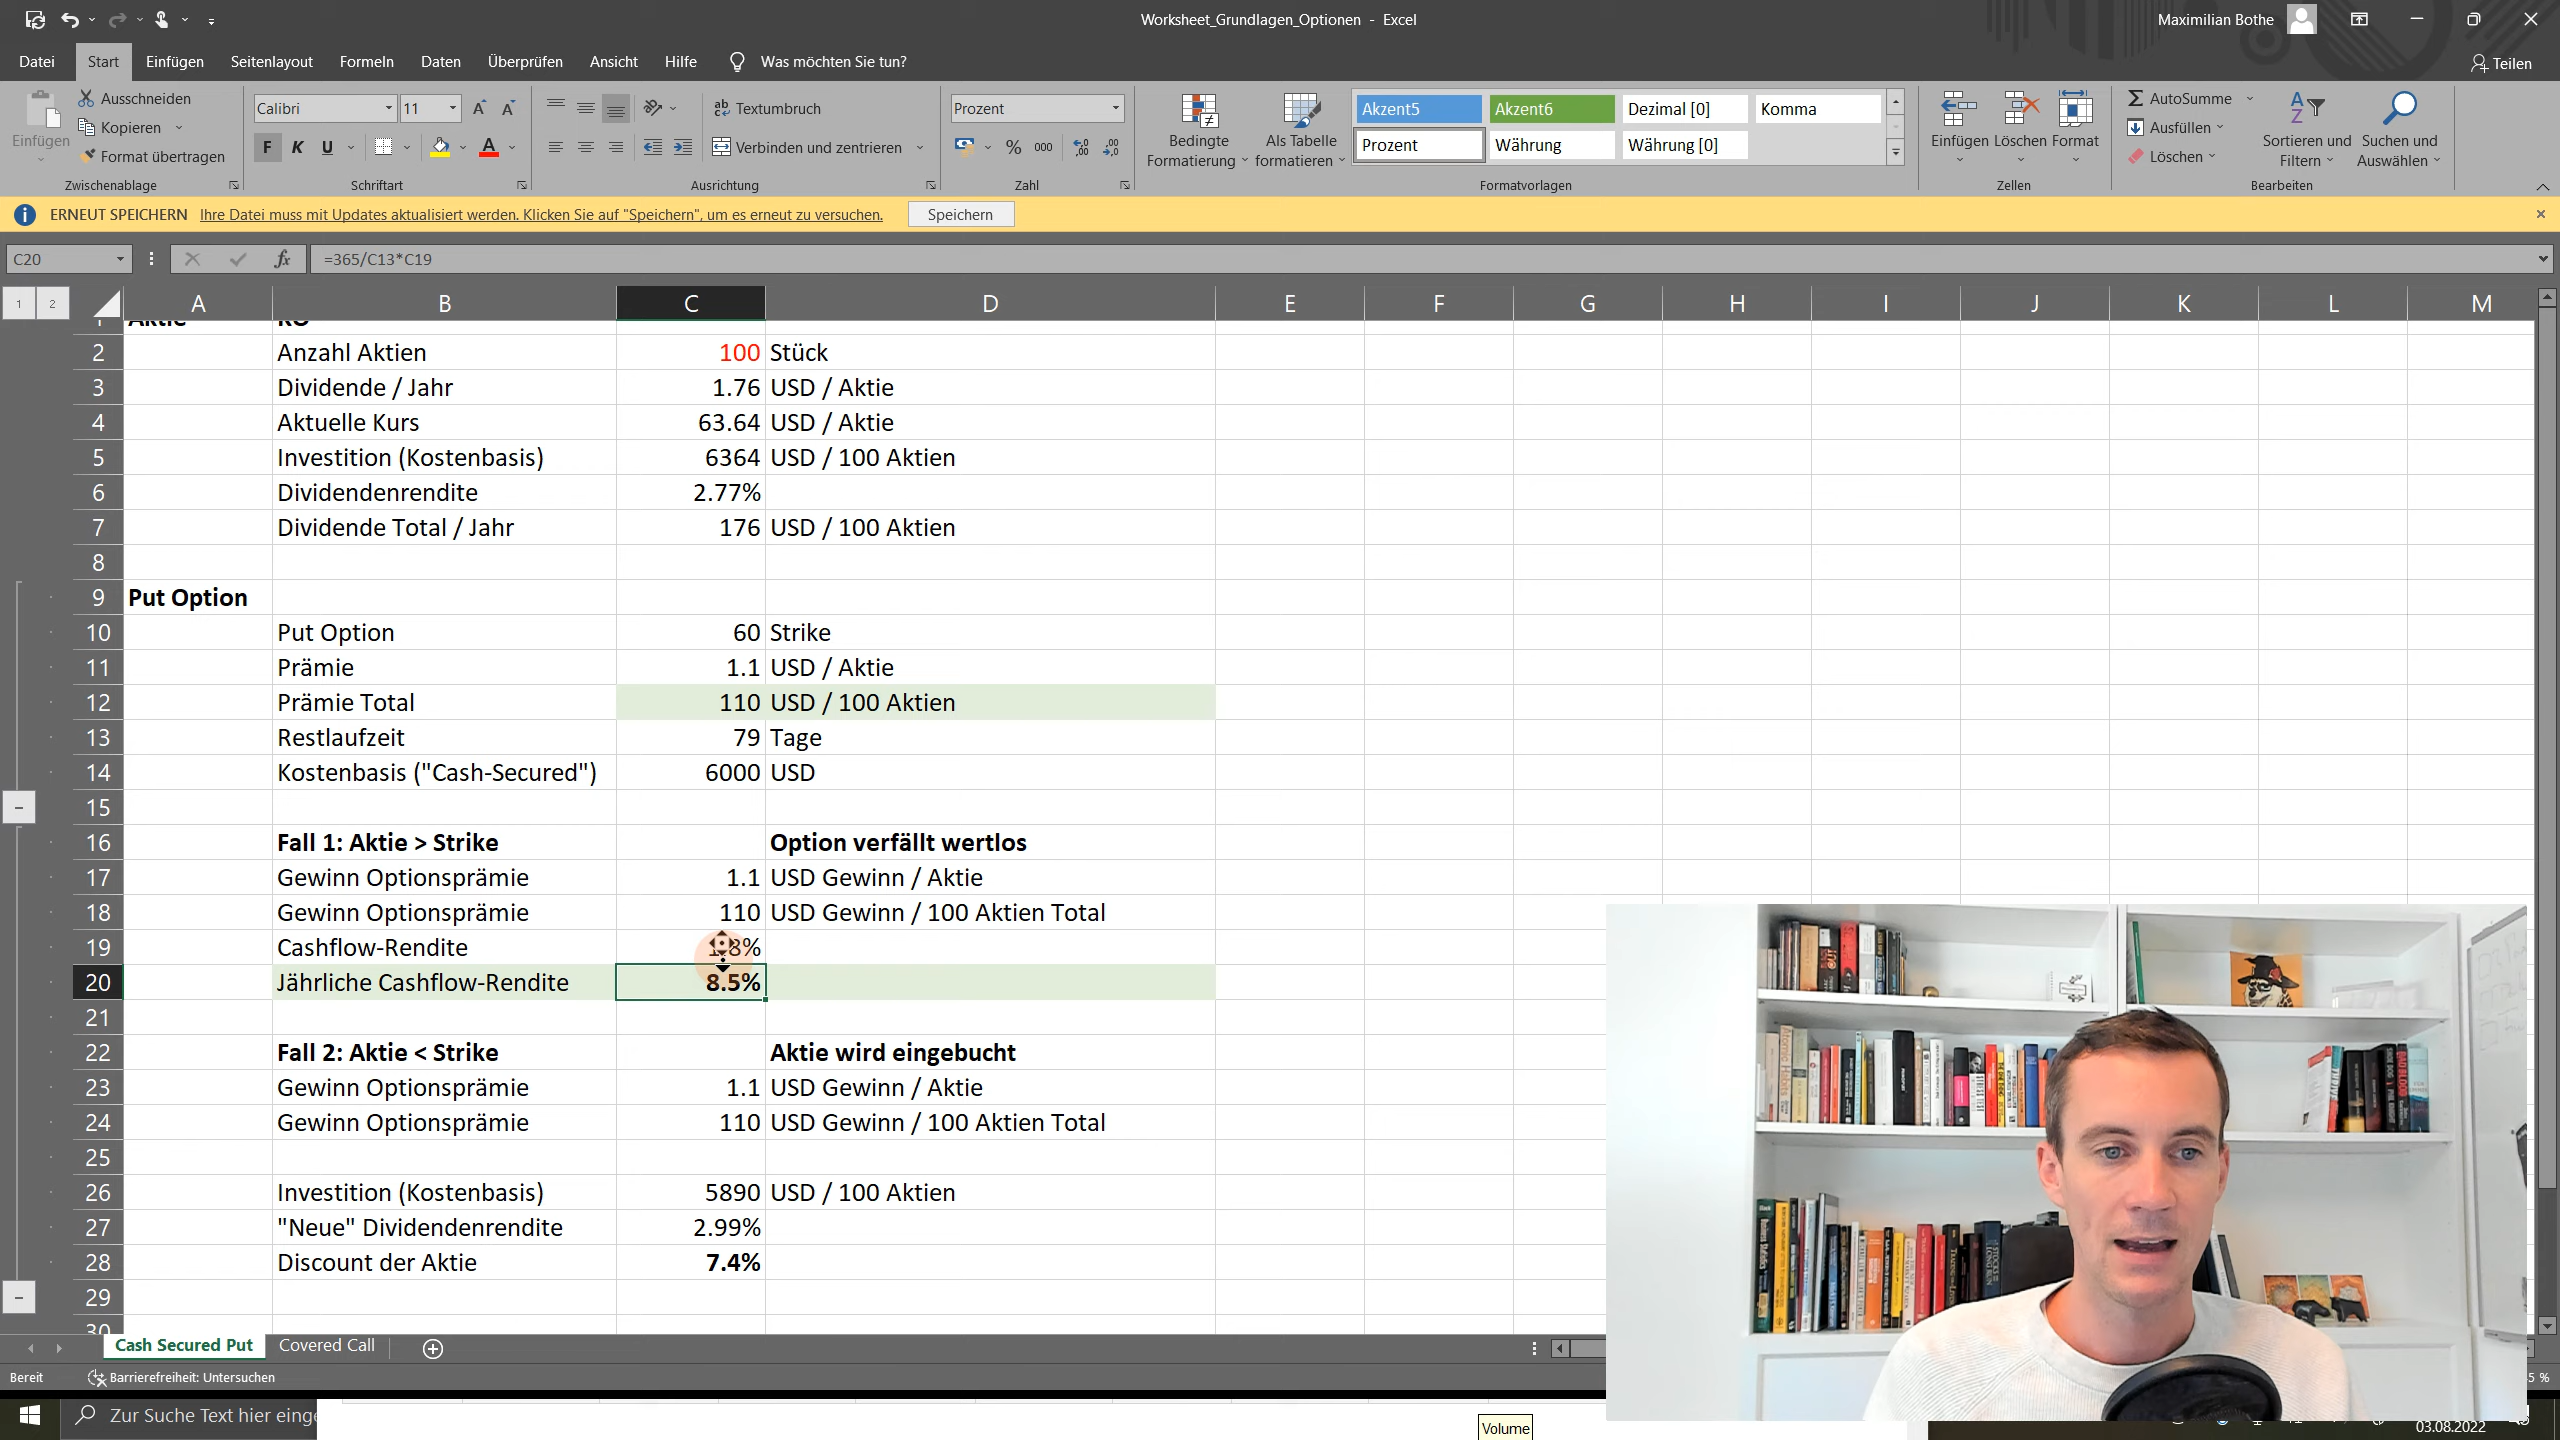 Worksheet_Grundlagen_Optionen - Excel
Maximilian Bothe
Datei Start Einfügen Seitenlayout Formeln Daten Überprüfen Ansicht Hilfe Was möchten Sie tun? Teilen
Einfügen
Ausschneiden
Kopieren
Format übertragen
Zwischenablage
Calibri 11
F K U
Schriftart
Textumbruch
Verbinden und zentrieren
Ausrichtung
Prozent
% 000
Zahl
Bedingte Formatierung
Als Tabelle formatieren
Akzent5 Akzent6 Dezimal [0] Komma
Prozent Währung Währung [0]
Formatvorlagen
Einfügen Löschen Format
Zellen
AutoSumme
Ausfüllen
Löschen
Sortieren und Filtern
Suchen und Auswählen
Bearbeiten
ERNEUT SPEICHERN Ihre Datei muss mit Updates aktualisiert werden. Klicken Sie auf "Speichern", um es erneut zu versuchen. Speichern
C20 fx =365/C13*C19
1 2
A B C D E F G H I J K L M
2 Anzahl Aktien 100 Stück
3 Dividende / Jahr 1.76 USD / Aktie
4 Aktuelle Kurs 63.64 USD / Aktie
5 Investition (Kostenbasis) 6364 USD / 100 Aktien
6 Dividendenrendite 2.77%
7 Dividende Total / Jahr 176 USD / 100 Aktien
8
9 Put Option
10 Put Option 60 Strike
11 Prämie 1.1 USD / Aktie
12 Prämie Total 110 USD / 100 Aktien
13 Restlaufzeit 79 Tage
14 Kostenbasis ("Cash-Secured") 6000 USD
15
16 Fall 1: Aktie > Strike Option verfällt wertlos
17 Gewinn Optionsprämie 1.1 USD Gewinn / Aktie
18 Gewinn Optionsprämie 110 USD Gewinn / 100 Aktien Total
19 Cashflow-Rendite 1.8%
20 Jährliche Cashflow-Rendite 8.5%
21
22 Fall 2: Aktie < Strike Aktie wird eingebucht
23 Gewinn Optionsprämie 1.1 USD Gewinn / Aktie
24 Gewinn Optionsprämie 110 USD Gewinn / 100 Aktien Total
25
26 Investition (Kostenbasis) 5890 USD / 100 Aktien
27 "Neue" Dividendenrendite 2.99%
28 Discount der Aktie 7.4%
29
30
Cash Secured Put Covered Call
Bereit Barrierefreiheit: Untersuchen
Zur Suche Text hier einge
Volume
03.08.2022